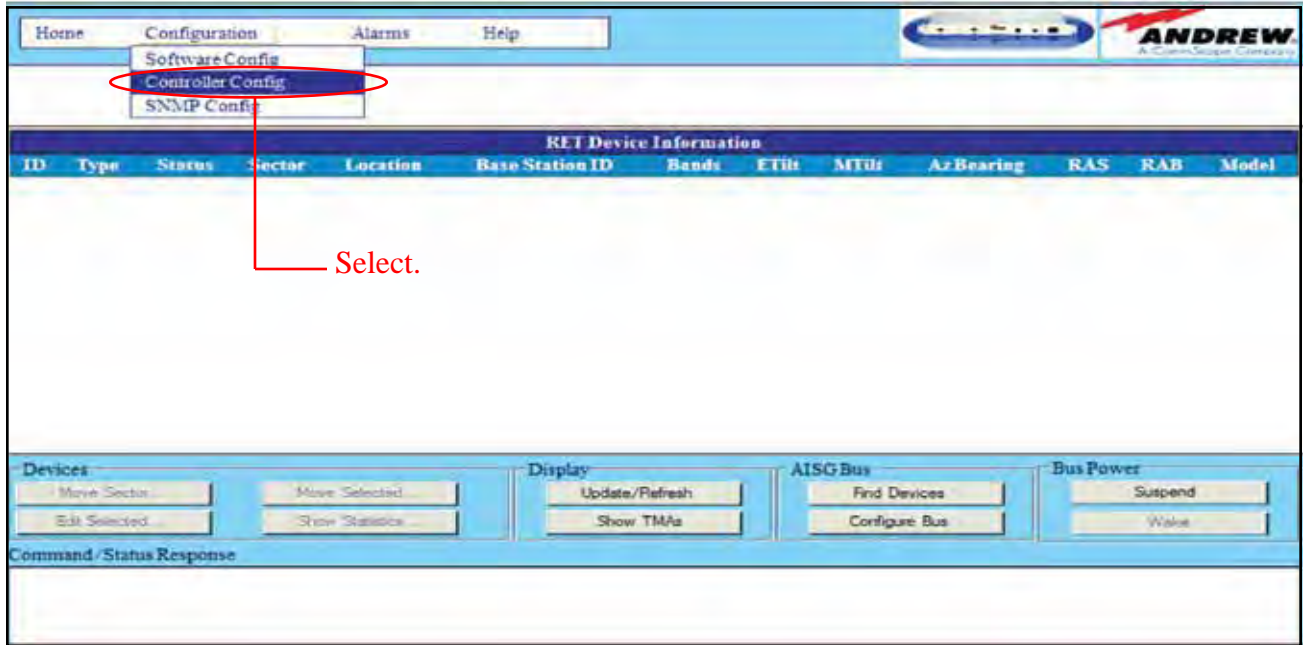 Home Configuration Alarms Help
ANDREW.
A CommScope Company
Software Config
Controller Config
SNMP Config
RET Device Information
ID Type Status Sector Location Base Station ID Bands ETilt MTilt Az Bearing RAS RAB Model
Select.
Devices Display AISG Bus Bus Power
Move Sector... Move Selected... Update/Refresh Find Devices Suspend
Edit Selected... Show Statistics... Show TMAs Configure Bus Wake
Command/Status Response